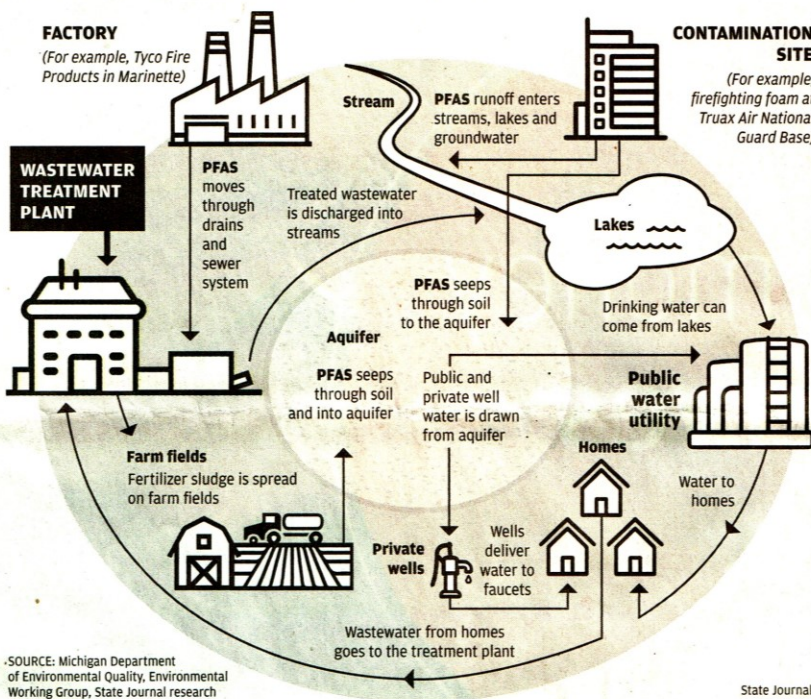 FACTORY
(For example, Tyco Fire
Products in Marinette)
CONTAMINATION
SITE
(For example
firefighting foam at
Truax Air National
Guard Base)
Stream
PFAS runoff enters
streams, lakes and
groundwater
WASTEWATER
TREATMENT
PLANT
PFAS
moves
through
drains
and
sewer
system
Treated wastewater
is discharged into
streams
Lakes
PFAS seeps
through soil
to the aquifer
Drinking water can
come from lakes
Aquifer
PFAS seeps
through soil
and into aquifer
Public and
private well
water is drawn
from aquifer
Public
water
utility
Farm fields
Fertilizer sludge is spread
on farm fields
Homes
Water to
homes
Private
wells
Wells
deliver
water to
faucets
Wastewater from homes
goes to the treatment plant
SOURCE: Michigan Department
of Environmental Quality, Environmental
Working Group, State Journal research
State Journal